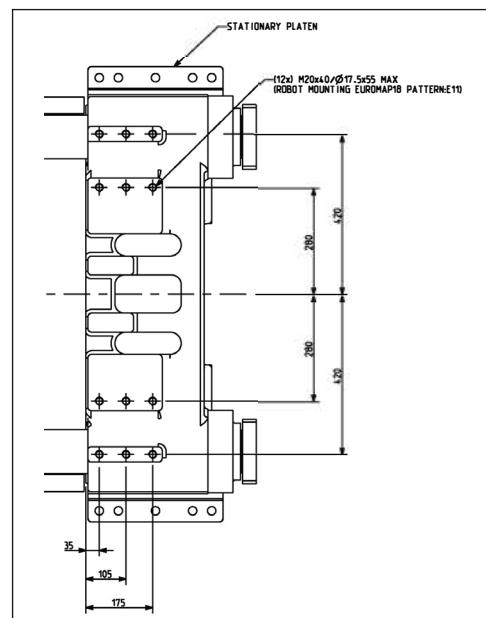 STATIONARY PLATEN
(12x) M20x40/Ø17.5x55 MAX
(ROBOT MOUNTING EUROMAP18 PATTERN:E11)
420
280
280
420
35
105
175